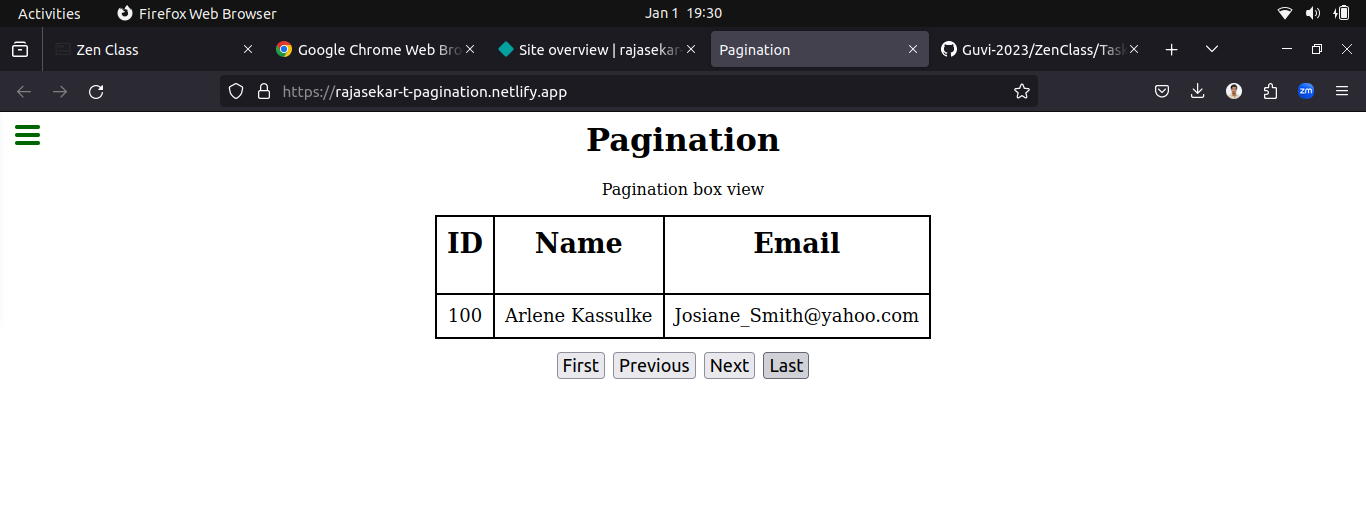 Activities Firefox Web Browser Jan 1 19:30
Zen Class Google Chrome Web Bro Site overview | rajasekar- Pagination Guvi-2023/ZenClass/Task
https://rajasekar-t-pagination.netlify.app zm
Pagination
Pagination box view
ID Name Email
100 Arlene Kassulke Josiane_Smith@yahoo.com
First Previous Next Last